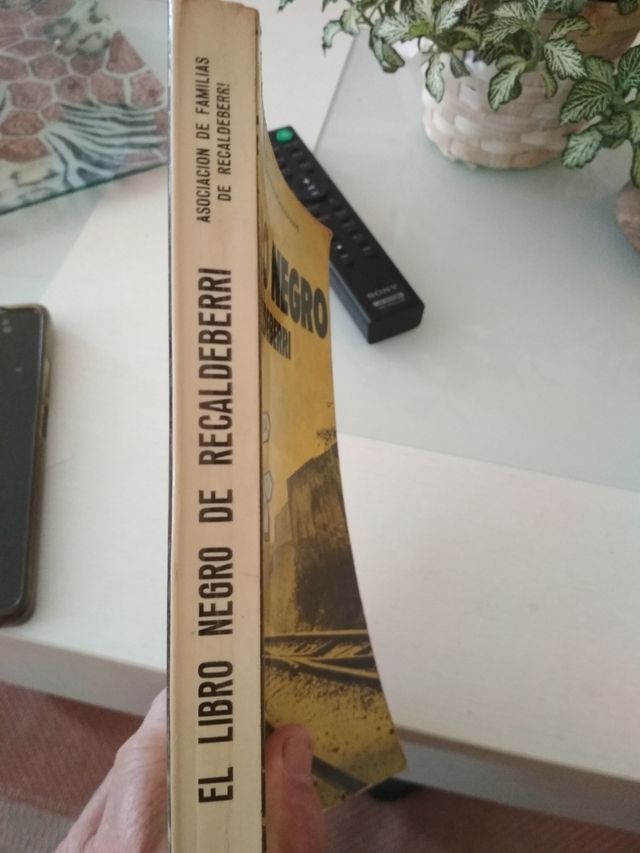 ASOCIACION DE FAMILIAS
DE RECALDEBERRI
EL LIBRO NEGRO DE RECALDEBERRI
NEGRO
SONY